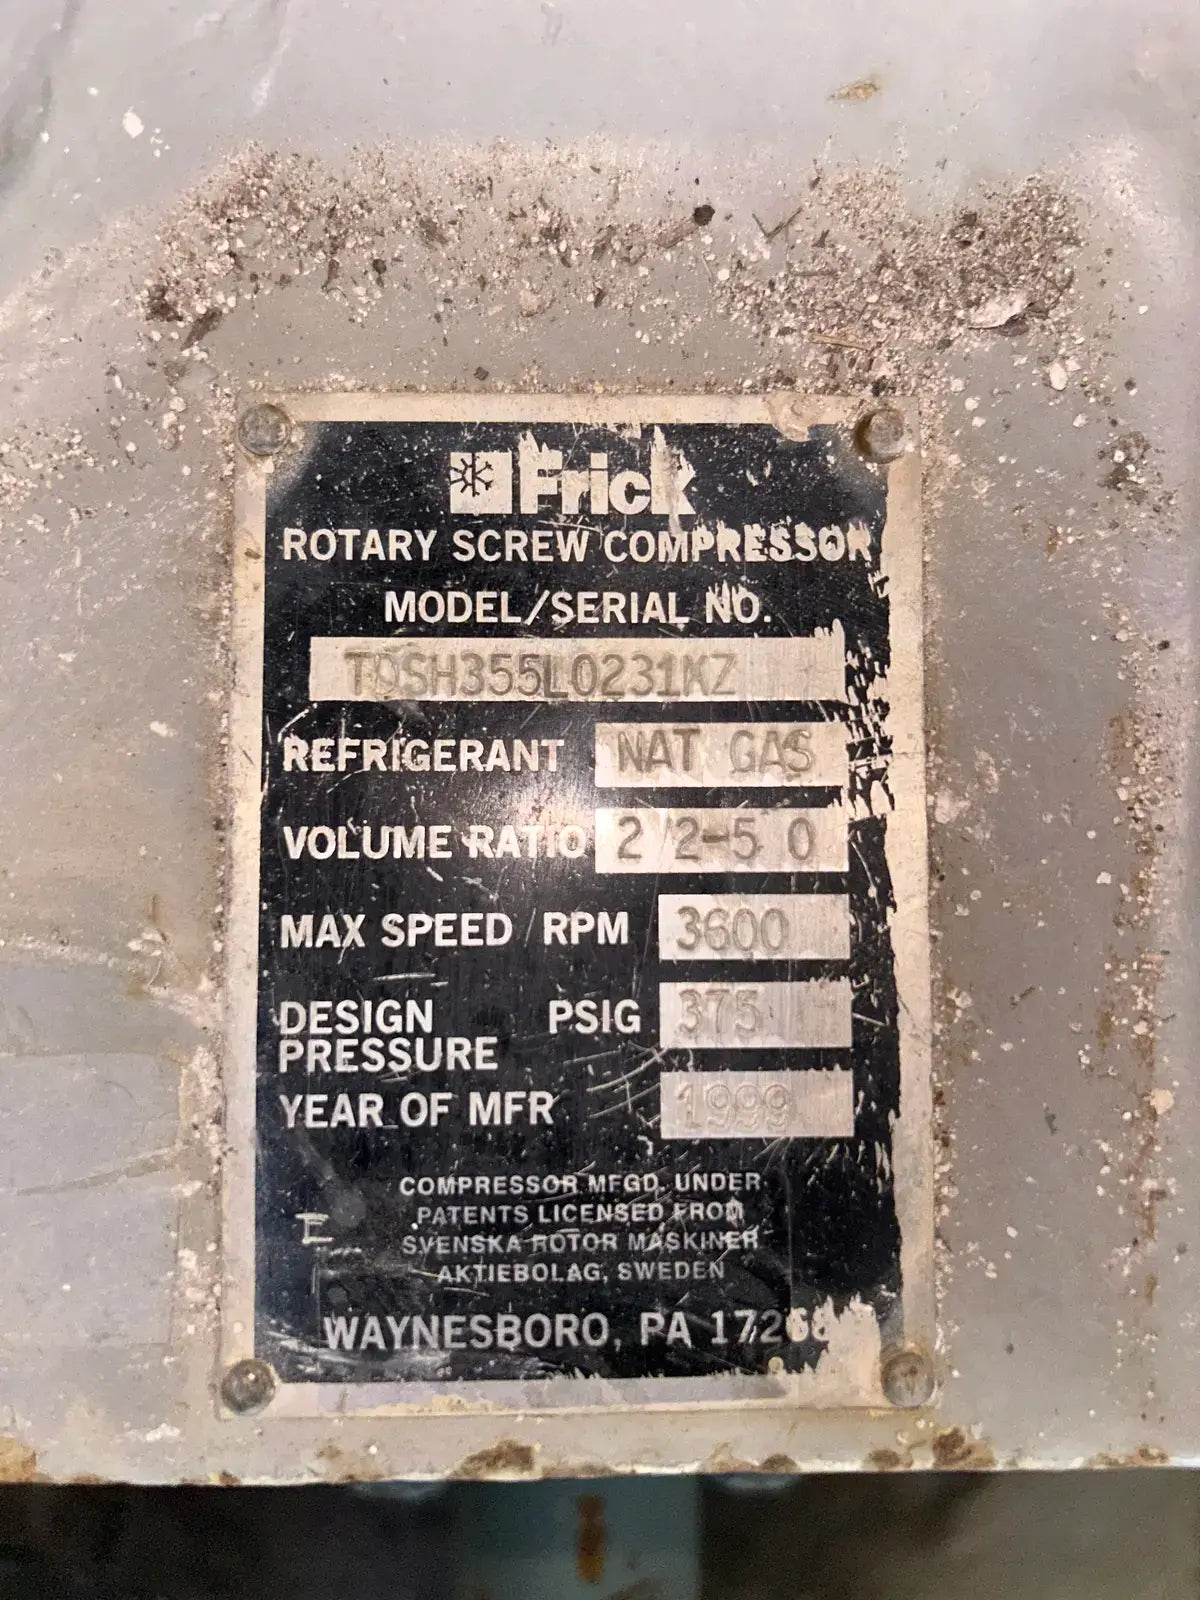 Frick
ROTARY SCREW COMPRESSOR
MODEL/SERIAL NO.
TDSH355L0231KZ
REFRIGERANT NAT GAS
VOLUME RATIO 2 2-5 0
MAX SPEED RPM 3600
DESIGN PRESSURE PSIG 375
YEAR OF MFR 1999
COMPRESSOR MFGD. UNDER
PATENTS LICENSED FROM
SVENSKA ROTOR MASKINER
AKTIEBOLAG, SWEDEN
WAYNESBORO, PA 17268